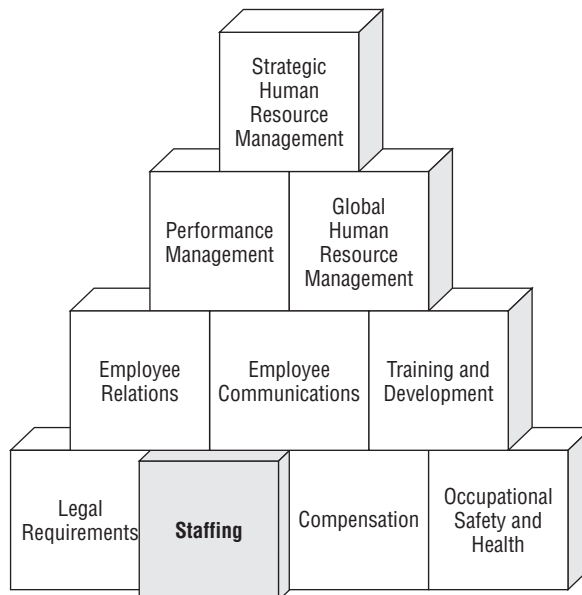 Strategic
Human
Resource
Management
Performance
Management
Global
Human
Resource
Management
Employee
Relations
Employee
Communications
Training and
Development
Legal
Requirements
Staffing
Compensation
Occupational
Safety and
Health